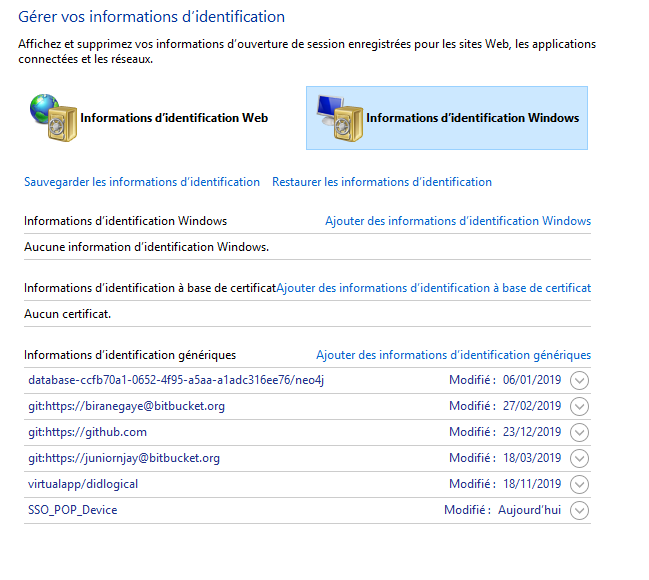 Gérer vos informations d’identification
Affichez et supprimez vos informations d’ouverture de session enregistrées pour les sites Web, les applications
connectées et les réseaux.
Informations d’identification Web
Informations d’identification Windows
Sauvegarder les informations d’identification Restaurer les informations d’identification
Informations d’identification Windows Ajouter des informations d’identification Windows
Aucune information d’identification Windows.
Informations d’identification à base de certificat Ajouter des informations d’identification à base de certificat
Aucun certificat.
Informations d’identification génériques Ajouter des informations d’identification génériques
database-ccfb70a1-0652-4f95-a5aa-a1adc316ee76/neo4j Modifié : 06/01/2019
git:https://biranegaye@bitbucket.org Modifié : 27/02/2019
git:https://github.com Modifié : 23/12/2019
git:https://juniornjay@bitbucket.org Modifié : 18/03/2019
virtualapp/didlogical Modifié : 18/11/2019
SSO_POP_Device Modifié : Aujourd’hui